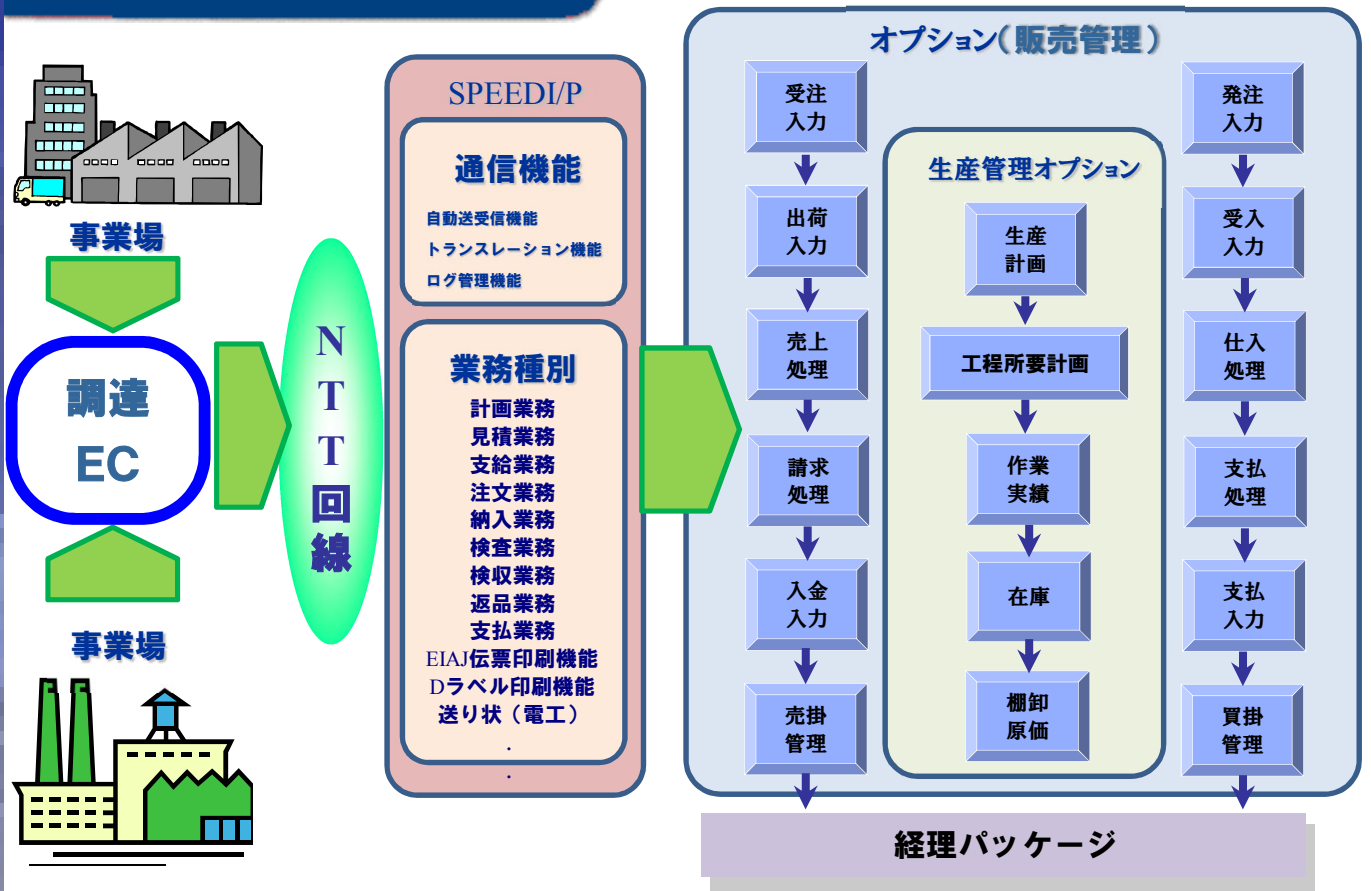 事業場
調達
EC
事業場
NTT回線
SPEEDI/P
通信機能
自動送受信機能
トランスレーション機能
ログ管理機能
業務種別
計画業務
見積業務
支給業務
注文業務
納入業務
検査業務
検収業務
返品業務
支払業務
EIAJ伝票印刷機能
Dラベル印刷機能
送り状（電工）
.
.
オプション（販売管理）
受注
入力
出荷
入力
売上
処理
請求
処理
入金
入力
売掛
管理
生産管理オプション
生産
計画
工程所要計画
作業
実績
在庫
棚卸
原価
発注
入力
受入
入力
仕入
処理
支払
処理
支払
入力
買掛
管理
経理パッケージ